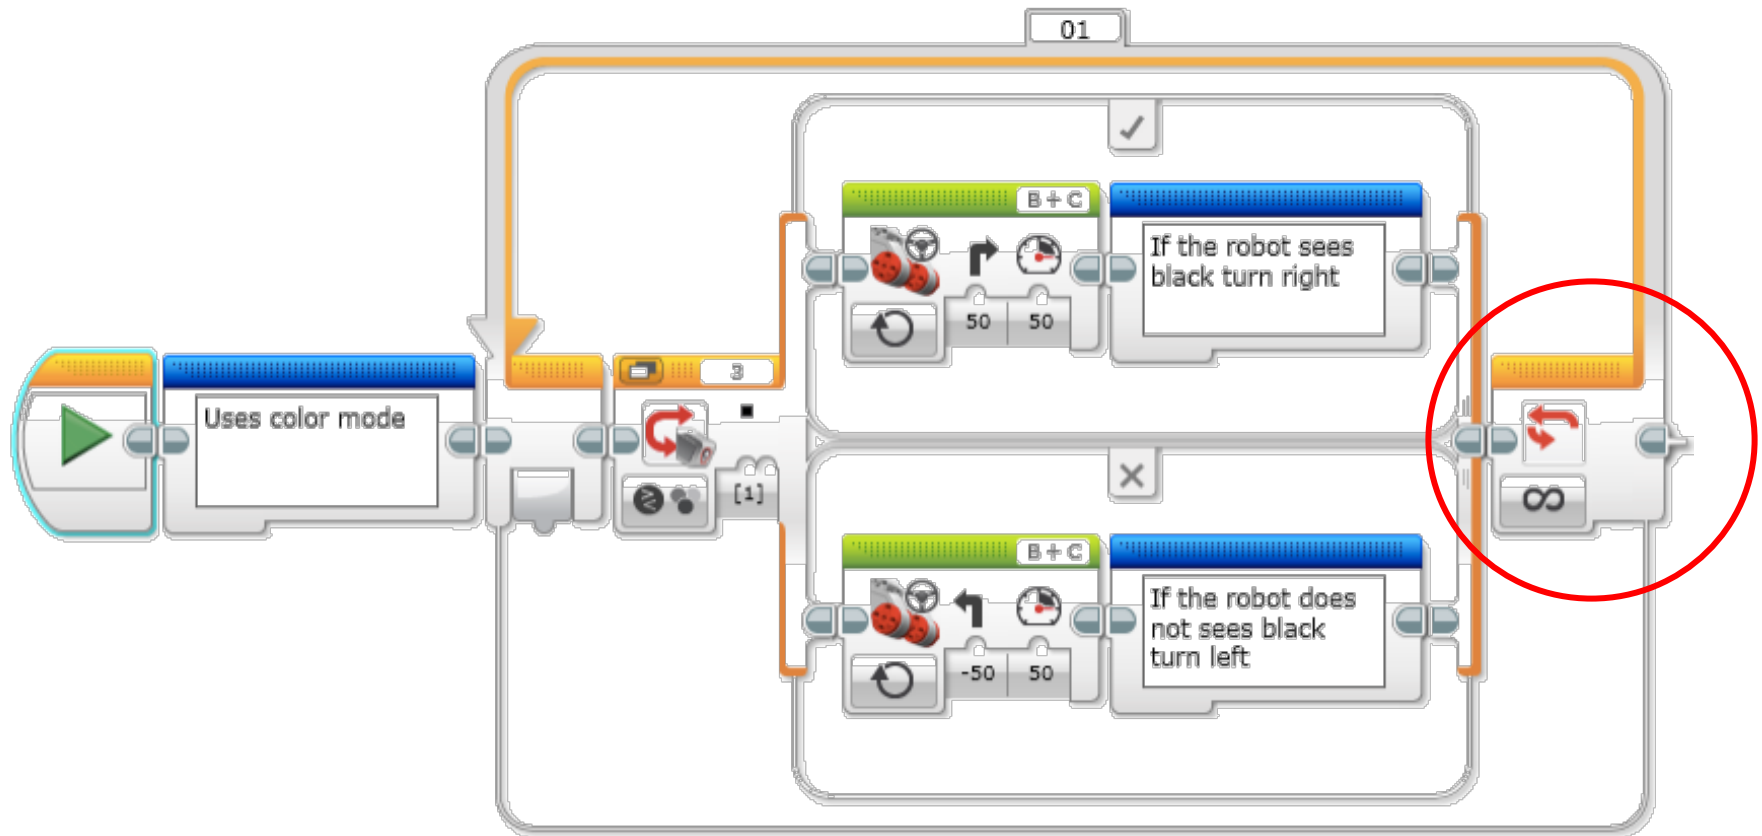 01
B + C
If the robot sees
black turn right
50
50
3
Uses color mode
[1]
∞
B + C
If the robot does
not sees black
turn left
-50
50